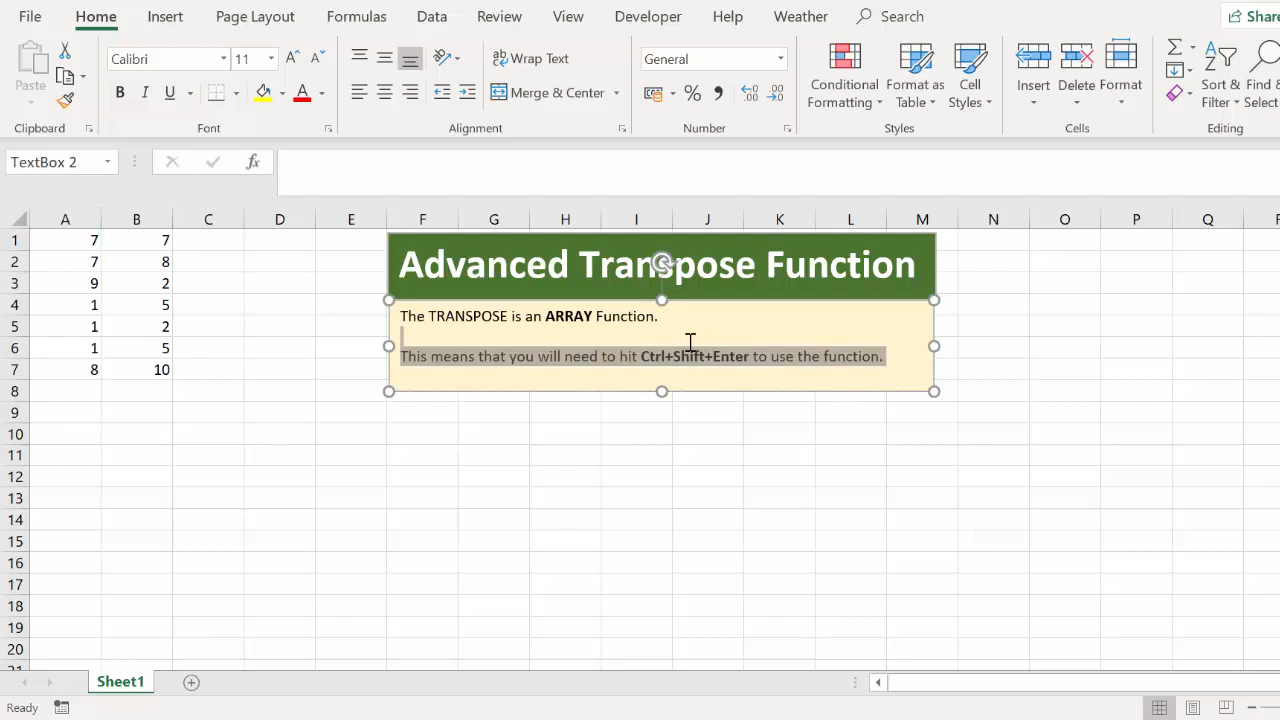 File Home Insert Page Layout Formulas Data Review View Developer Help Weather Search Share
Calibri 11 Wrap Text General
Paste B I U A Merge & Center % Conditional Formatting Format as Table Cell Styles Insert Delete Format Sort & Filter Find & Select
Clipboard Font Alignment Number Styles Cells Editing
TextBox 2 fx
A B C D E F G H I J K L M N O P Q
1 7 7
2 7 8
3 9 2
4 1 5
5 1 2
6 1 5
7 8 10
8
9
10
11
12
13
14
15
16
17
18
19
20
21
Advanced Transpose Function
The TRANSPOSE is an ARRAY Function.
This means that you will need to hit Ctrl+Shift+Enter to use the function.
Sheet1
Ready